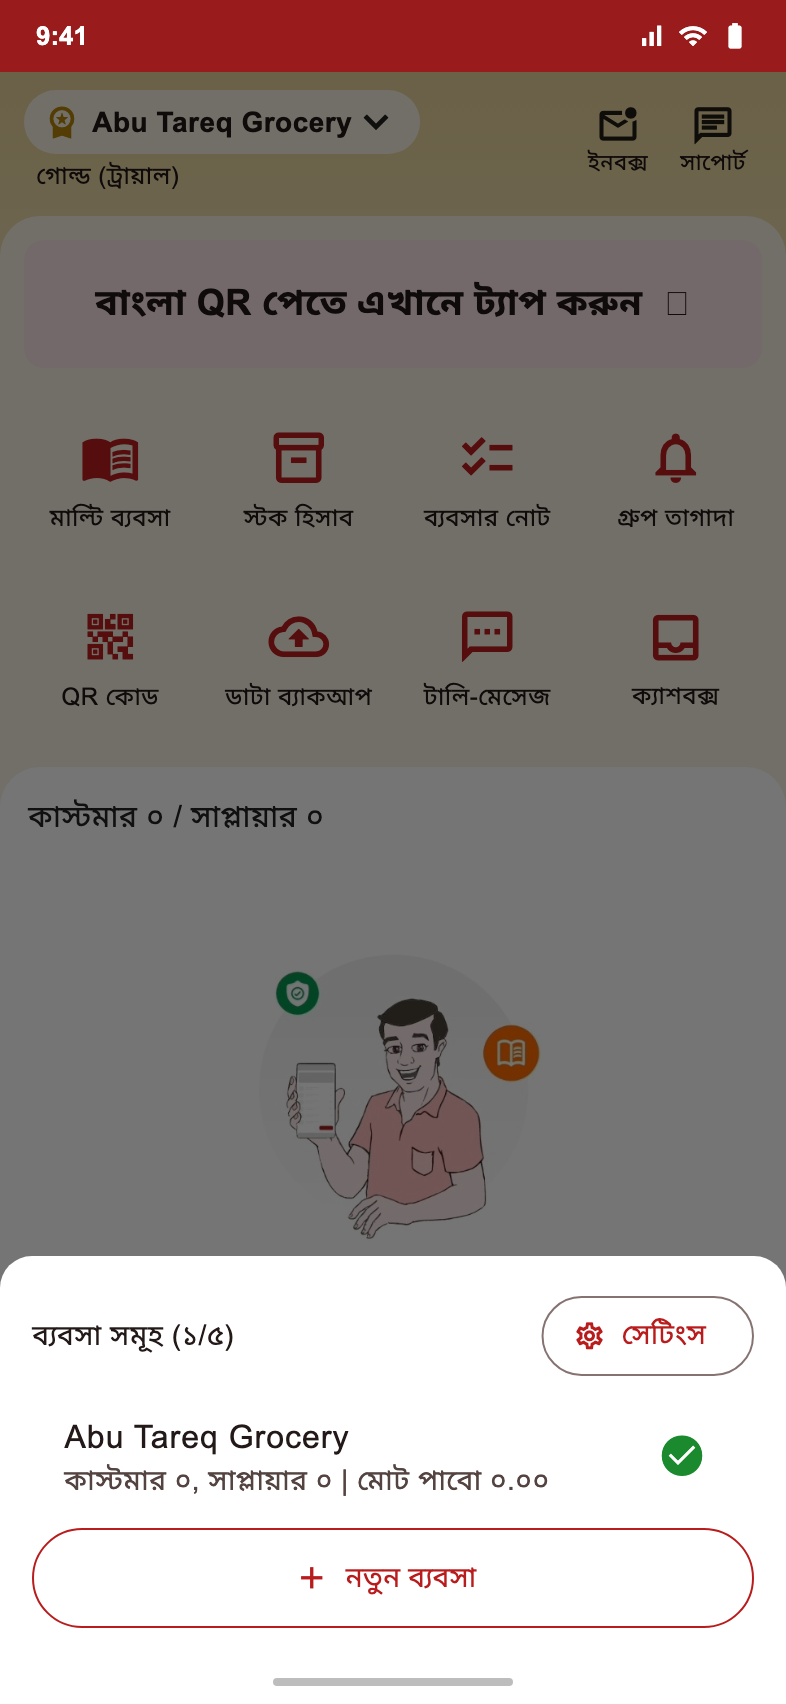 9:41
Abu Tareq Grocery
গোল্ড (ট্রায়াল)
ইনবক্স
সাপোর্ট
বাংলা QR পেতে এখানে ট্যাপ করুন
মাল্টি ব্যবসা
স্টক হিসাব
ব্যবসার নোট
গ্রুপ তাগাদা
QR কোড
ডাটা ব্যাকআপ
টালি-মেসেজ
ক্যাশবক্স
কাস্টমার ০ / সাপ্লায়ার ০
ব্যবসা সমূহ (১/৫)
সেটিংস
Abu Tareq Grocery
কাস্টমার ০, সাপ্লায়ার ০ | মোট পাবো ০.০০
+ নতুন ব্যবসা